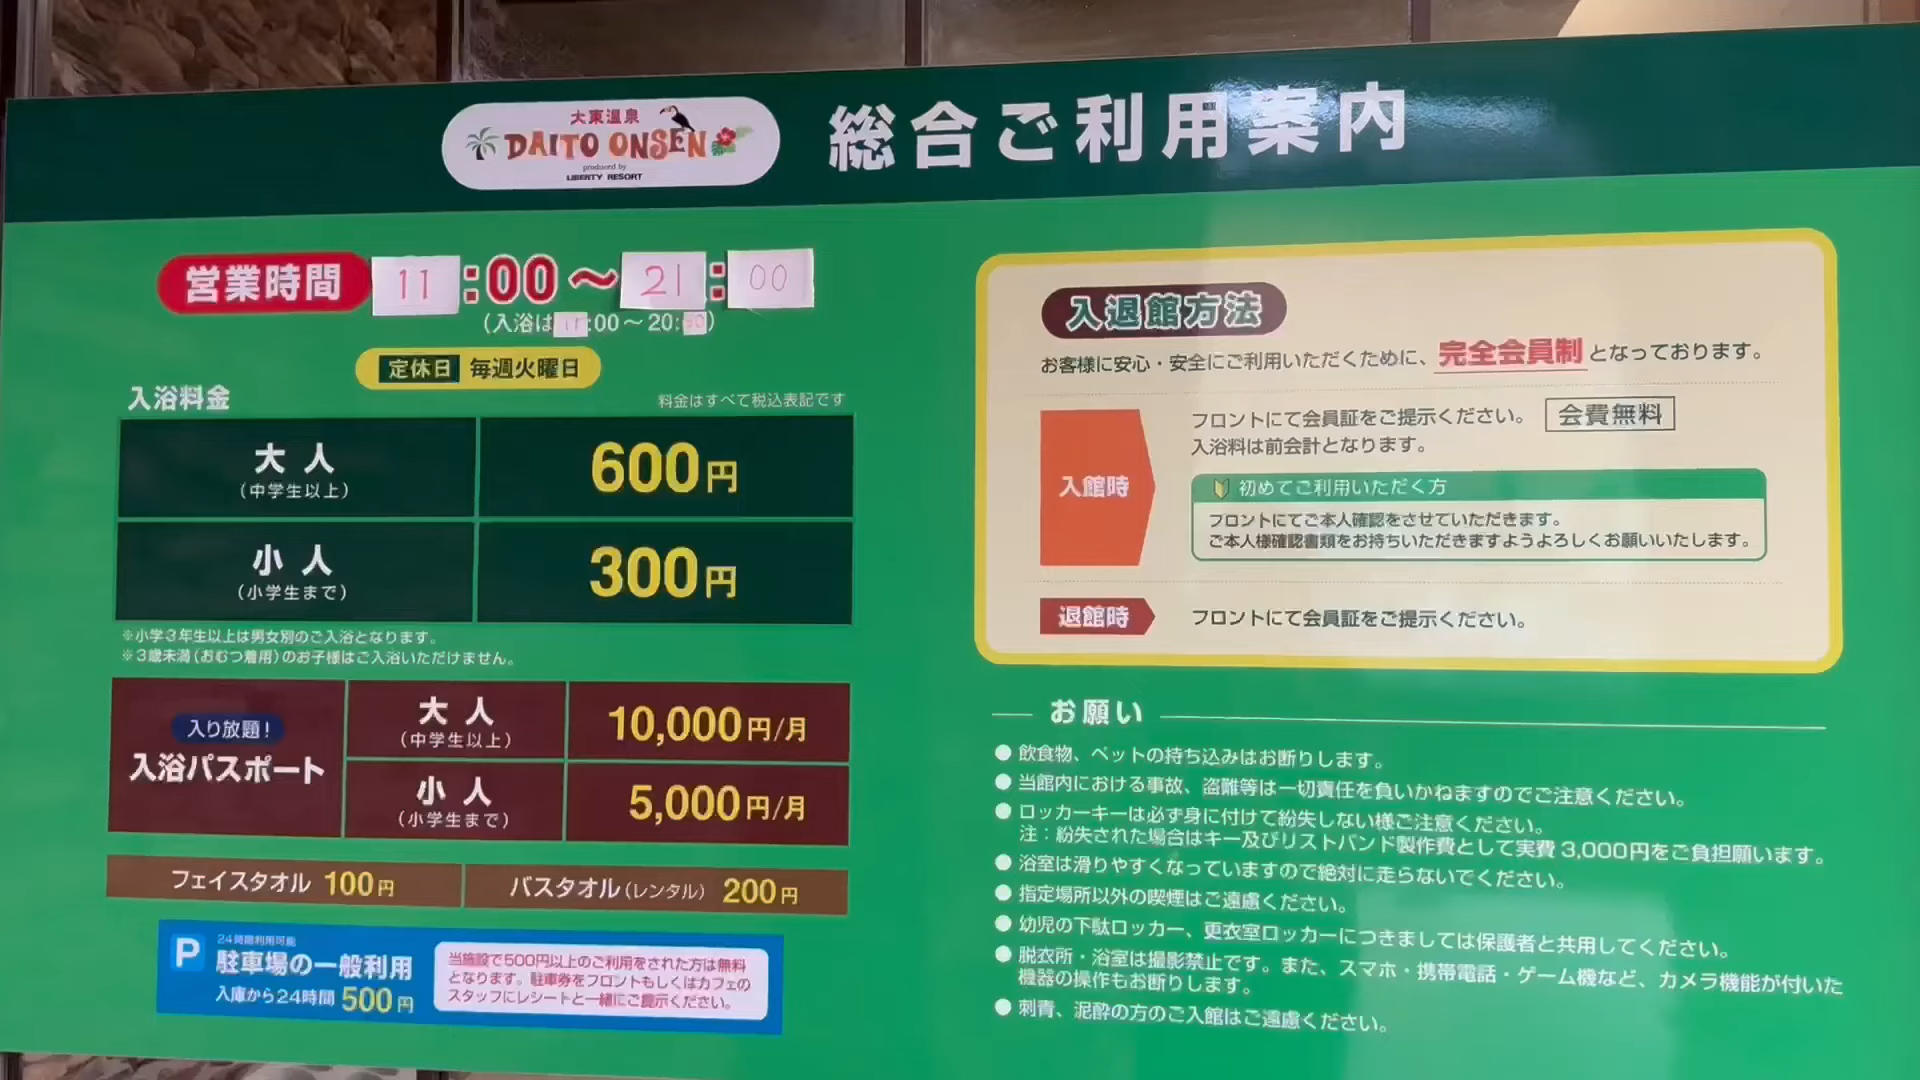 大東温泉
DAITO ONSEN
produced by
LIBERTY RESORT
総合ご利用案内
営業時間 11:00～21:00
(入浴は11:00～20:30)
定休日 毎週火曜日
入浴料金
料金はすべて税込表記です
大人
(中学生以上)
600円
小人
(小学生まで)
300円
※小学3年生以上は男女別のご入浴となります。
※3歳未満(おむつ着用)のお子様はご入浴いただけません。
入り放題!
入浴パスポート
大人
(中学生以上)
10,000円/月
小人
(小学生まで)
5,000円/月
フェイスタオル 100円
バスタオル(レンタル) 200円
P
24時間利用可能
駐車場の一般利用
入庫から24時間 500円
当施設で500円以上のご利用をされた方は無料
となります。駐車券をフロントもしくはカフェの
スタッフにレシートと一緒にご提示ください。
入退館方法
お客様に安心・安全にご利用いただくために、完全会員制となっております。
入館時
フロントにて会員証をご提示ください。 会費無料
入浴料は前会計となります。
初めてご利用いただく方
フロントにてご本人確認をさせていただきます。
ご本人様確認書類をお持ちいただきますようよろしくお願いいたします。
退館時
フロントにて会員証をご提示ください。
お願い
●飲食物、ペットの持ち込みはお断りします。
●当館内における事故、盗難等は一切責任を負いかねますのでご注意ください。
●ロッカーキーは必ず身に付けて紛失しない様ご注意ください。
注：紛失された場合はキー及びリストバンド製作費として実費3,000円をご負担願います。
●浴室は滑りやすくなっていますので絶対に走らないでください。
●指定場所以外の喫煙はご遠慮ください。
●幼児の下駄ロッカー、更衣室ロッカーにつきましては保護者と共用してください。
●脱衣所・浴室は撮影禁止です。また、スマホ・携帯電話・ゲーム機など、カメラ機能が付いた
機器の操作もお断りします。
●刺青、泥酔の方のご入館はご遠慮ください。